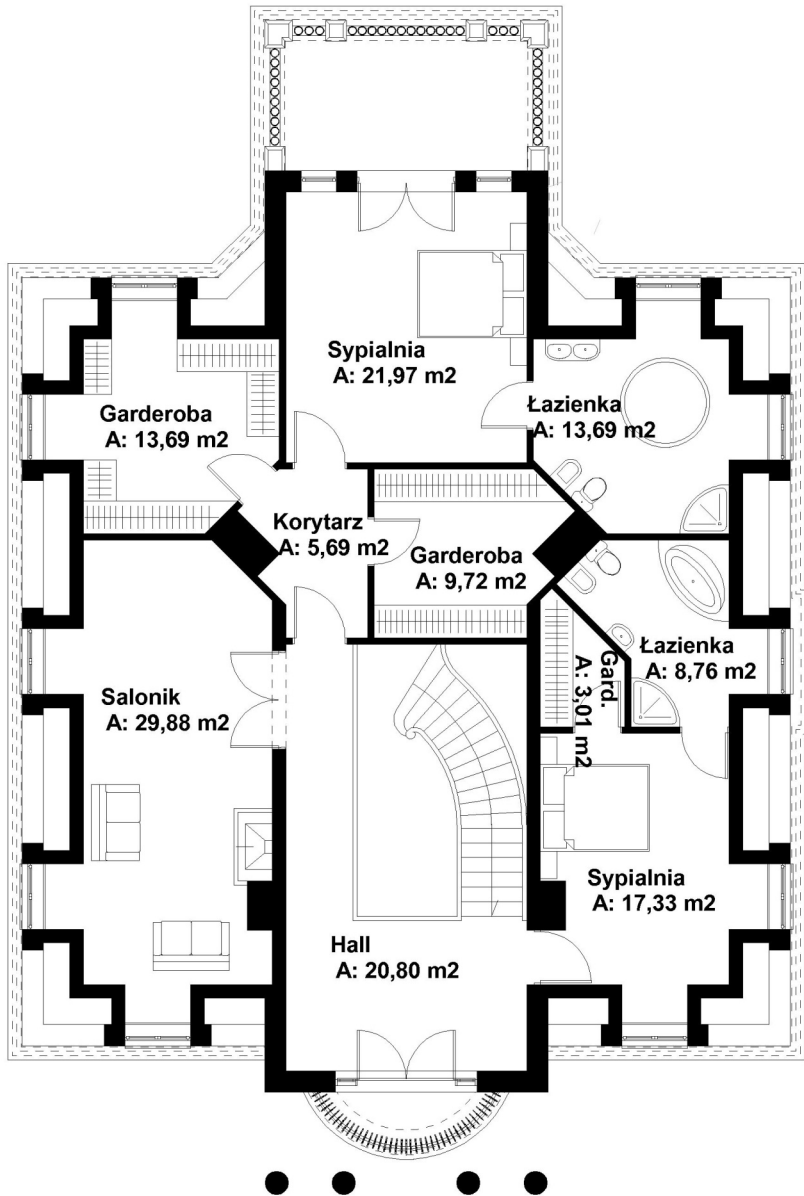 Sypialnia
A: 21,97 m2
Łazienka
A: 13,69 m2
Garderoba
A: 13,69 m2
Korytarz
A: 5,69 m2
Garderoba
A: 9,72 m2
Łazienka
A: 8,76 m2
Gard.
A: 3,01 m2
Salonik
A: 29,88 m2
Sypialnia
A: 17,33 m2
Hall
A: 20,80 m2